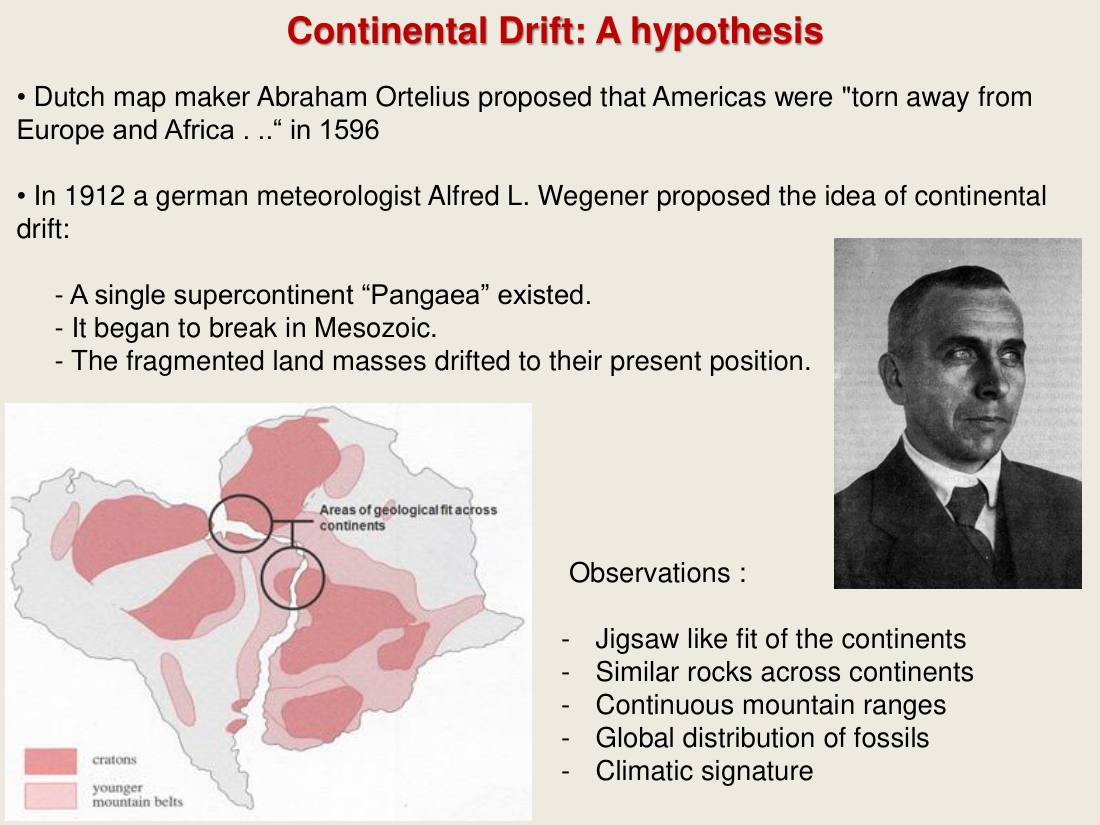 Continental Drift: A hypothesis
• Dutch map maker Abraham Ortelius proposed that Americas were "torn away from
Europe and Africa . ..“ in 1596
• In 1912 a german meteorologist Alfred L. Wegener proposed the idea of continental
drift:
- A single supercontinent “Pangaea” existed.
- It began to break in Mesozoic.
- The fragmented land masses drifted to their present position.
Areas of geological fit across
continents
cratons
younger
mountain belts
Observations :
- Jigsaw like fit of the continents
- Similar rocks across continents
- Continuous mountain ranges
- Global distribution of fossils
- Climatic signature